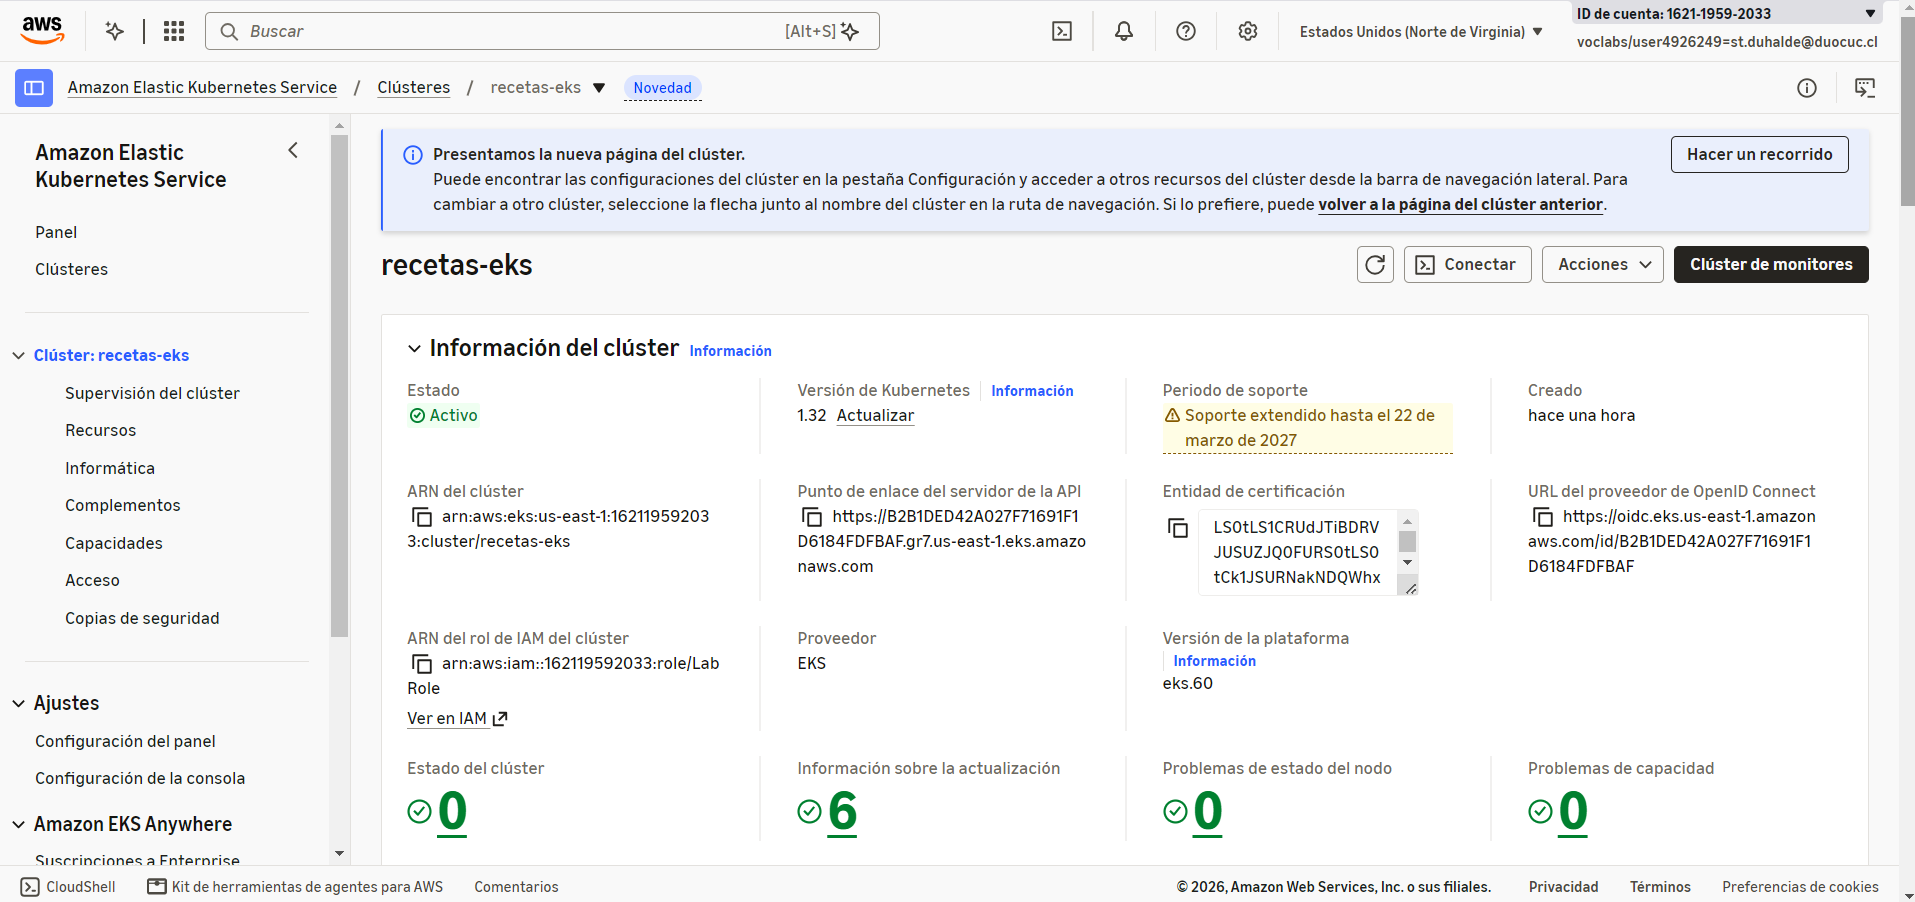 aws
Buscar
[Alt+S]
Estados Unidos (Norte de Virginia)
ID de cuenta: 1621-1959-2033
voclabs/user4926249=st.duhalde@duocuc.cl
Amazon Elastic Kubernetes Service / Clústeres / recetas-eks
Novedad
Amazon Elastic
Kubernetes Service
Panel
Clústeres
Clúster: recetas-eks
Supervisión del clúster
Recursos
Informática
Complementos
Capacidades
Acceso
Copias de seguridad
Ajustes
Configuración del panel
Configuración de la consola
Amazon EKS Anywhere
Suscripciones a Enterprise
Presentamos la nueva página del clúster.
Puede encontrar las configuraciones del clúster en la pestaña Configuración y acceder a otros recursos del clúster desde la barra de navegación lateral. Para
cambiar a otro clúster, seleccione la flecha junto al nombre del clúster en la ruta de navegación. Si lo prefiere, puede volver a la página del clúster anterior.
Hacer un recorrido
recetas-eks
Conectar
Acciones
Clúster de monitores
Información del clúster
Información
Estado
Activo
Versión de Kubernetes
Información
1.32 Actualizar
Periodo de soporte
Soporte extendido hasta el 22 de
marzo de 2027
Creado
hace una hora
ARN del clúster
arn:aws:eks:us-east-1:16211959203
3:cluster/recetas-eks
Punto de enlace del servidor de la API
https://B2B1DED42A027F71691F1
D6184FDFBAF.gr7.us-east-1.eks.amazo
naws.com
Entidad de certificación
LS0tLS1CRUdJTiBDRV
JUSUZJQ0FURS0tLS0
tCk1JSURNakNDQWhx
URL del proveedor de OpenID Connect
https://oidc.eks.us-east-1.amazon
aws.com/id/B2B1DED42A027F71691F1
D6184FDFBAF
ARN del rol de IAM del clúster
arn:aws:iam::162119592033:role/Lab
Role
Ver en IAM
Proveedor
EKS
Versión de la plataforma
Información
eks.60
Estado del clúster
0
Información sobre la actualización
6
Problemas de estado del nodo
0
Problemas de capacidad
0
CloudShell
Kit de herramientas de agentes para AWS
Comentarios
© 2026, Amazon Web Services, Inc. o sus filiales.
Privacidad
Términos
Preferencias de cookies